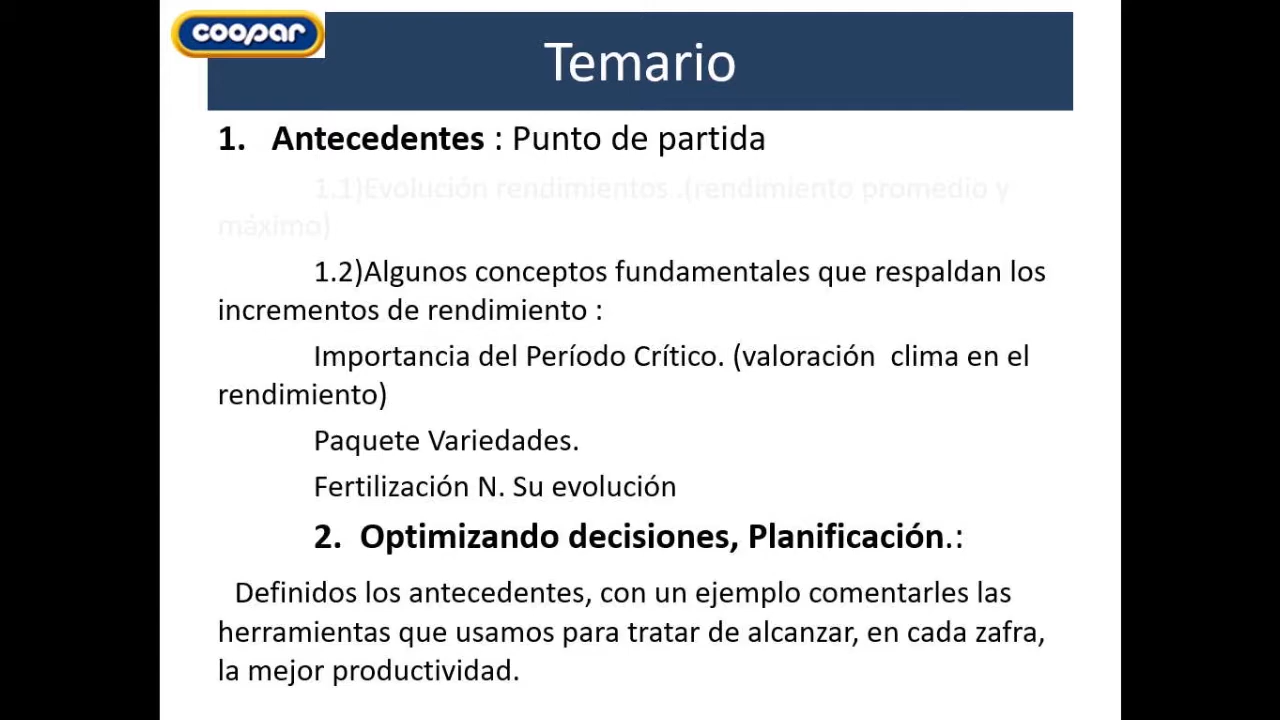 coopar
Temario
1. Antecedentes : Punto de partida
1.1)Evolución rendimientos .(rendimiento promedio y
máximo)
1.2)Algunos conceptos fundamentales que respaldan los
incrementos de rendimiento :
Importancia del Período Crítico. (valoración clima en el
rendimiento)
Paquete Variedades.
Fertilización N. Su evolución
2. Optimizando decisiones, Planificación.:
Definidos los antecedentes, con un ejemplo comentarles las
herramientas que usamos para tratar de alcanzar, en cada zafra,
la mejor productividad.